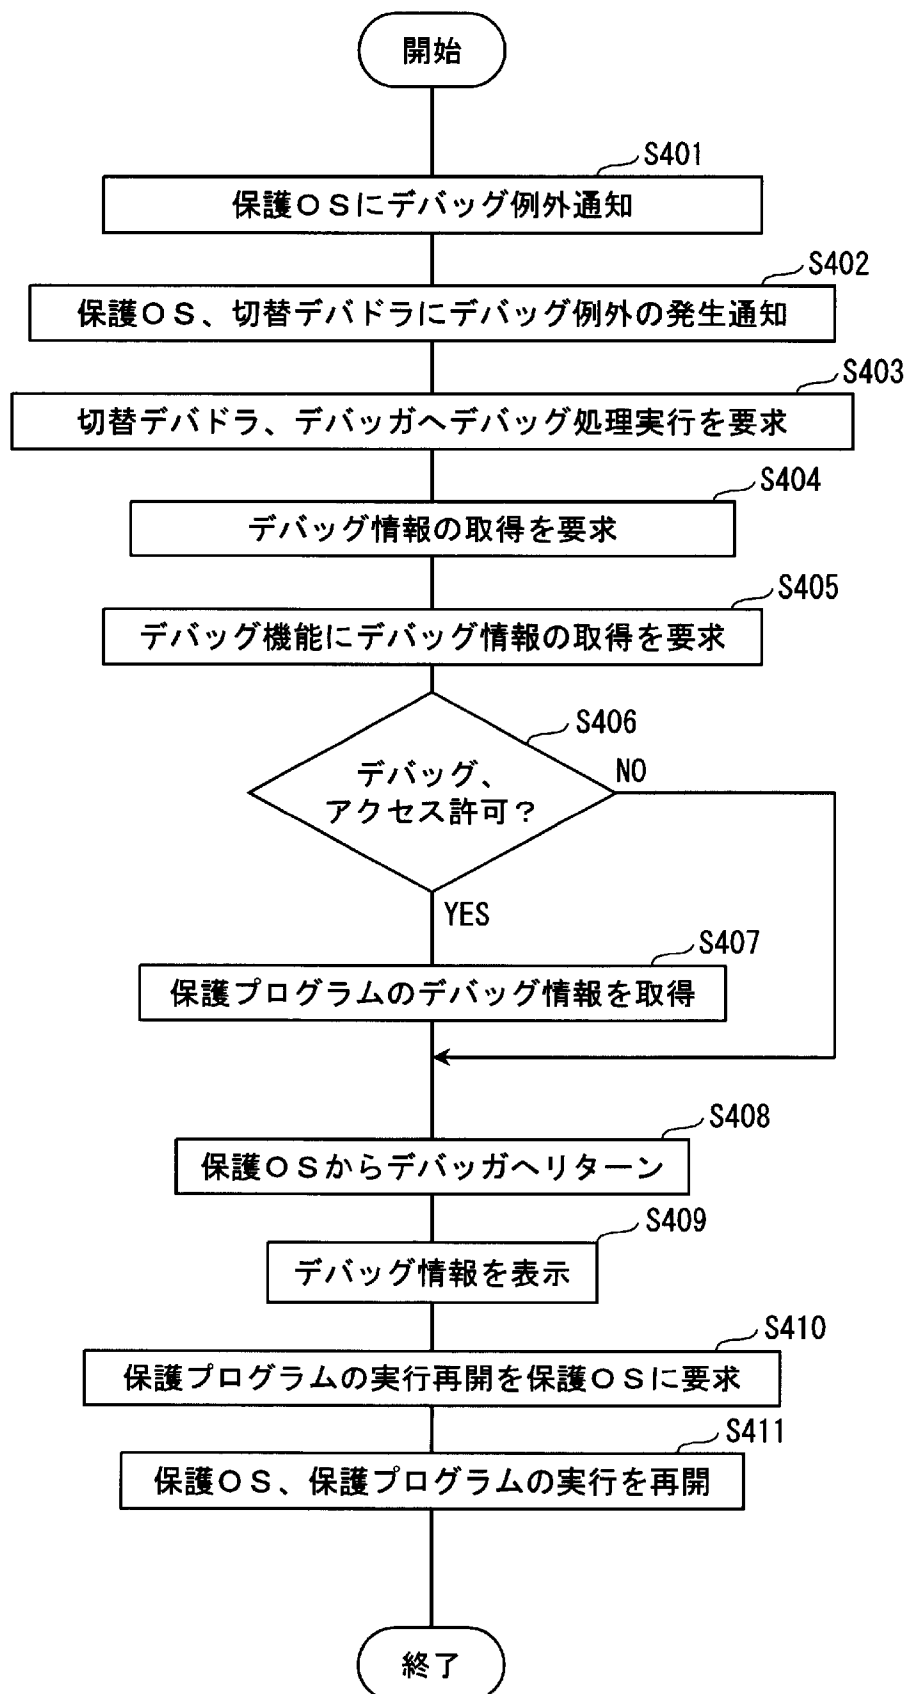 開始
S401
保護OSにデバッグ例外通知
S402
保護OS、切替デバドラにデバッグ例外の発生通知
S403
切替デバドラ、デバッガへデバッグ処理実行を要求
S404
デバッグ情報の取得を要求
S405
デバッグ機能にデバッグ情報の取得を要求
S406
デバッグ、
アクセス許可？
NO
YES
S407
保護プログラムのデバッグ情報を取得
S408
保護OSからデバッガへリターン
S409
デバッグ情報を表示
S410
保護プログラムの実行再開を保護OSに要求
S411
保護OS、保護プログラムの実行を再開
終了